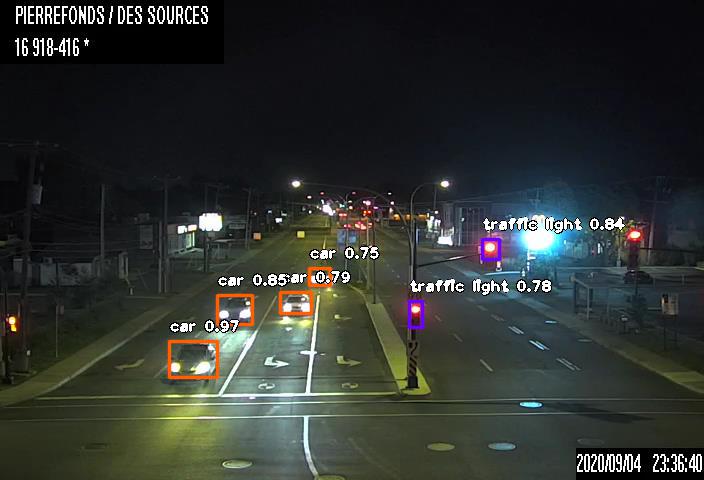 PIERREFONDS / DES SOURCES
16 918-416 *
traffic light 0.84
car 0.75
car 0.85
car 0.79
traffic light 0.78
car 0.97
2020/09/04 23:36:40